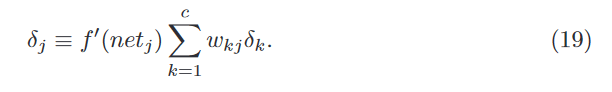 δ_j ≡ f′(net_j) ∑_{k=1}^{c} w_{kj}δ_k. (19)